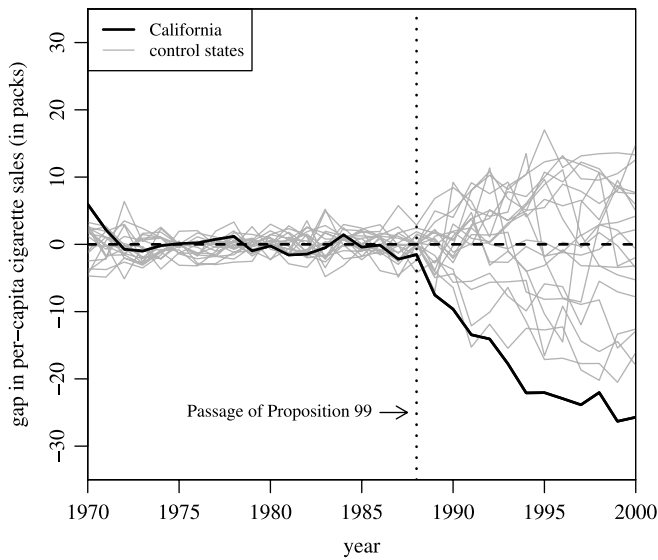 California
control states
gap in per−capita cigarette sales (in packs)
30
20
10
0
−10
−20
−30
Passage of Proposition 99
1970 1975 1980 1985 1990 1995 2000
year